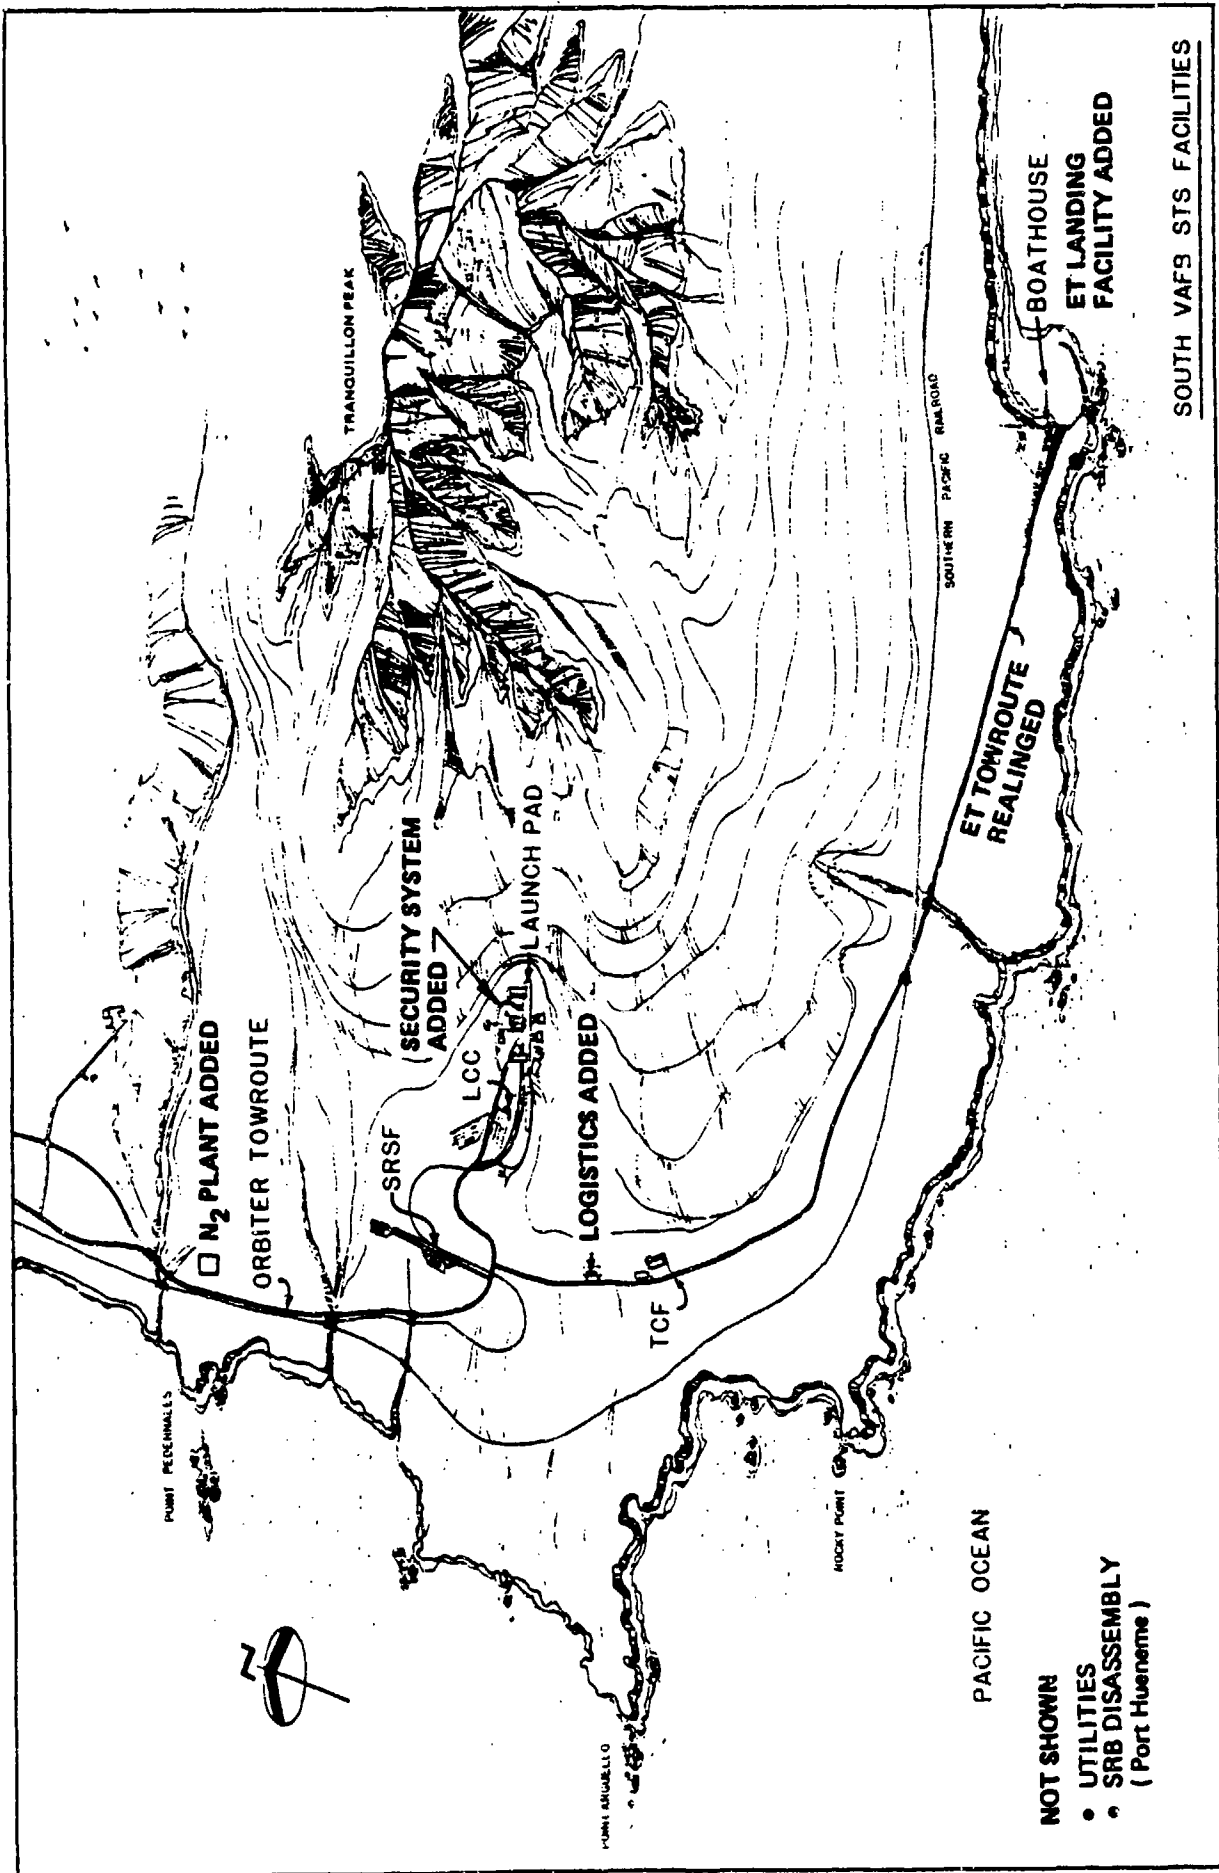 TRANQUILLON PEAK
N₂ PLANT ADDED
ORBITER TOWROUTE
POINT PEDERNALES
SRSF
LCC
(SECURITY SYSTEM
ADDED
LAUNCH PAD
LOGISTICS ADDED
TCF
POINT ARGUELLO
ROCKY POINT
PACIFIC OCEAN
SOUTHERN PACIFIC RAILROAD
ET TOWROUTE
REALINGED
BOATHOUSE
ET LANDING
FACILITY ADDED
NOT SHOWN
• UTILITIES
• SRB DISASSEMBLY
(Port Hueneme)
SOUTH VAFB STS FACILITIES
N